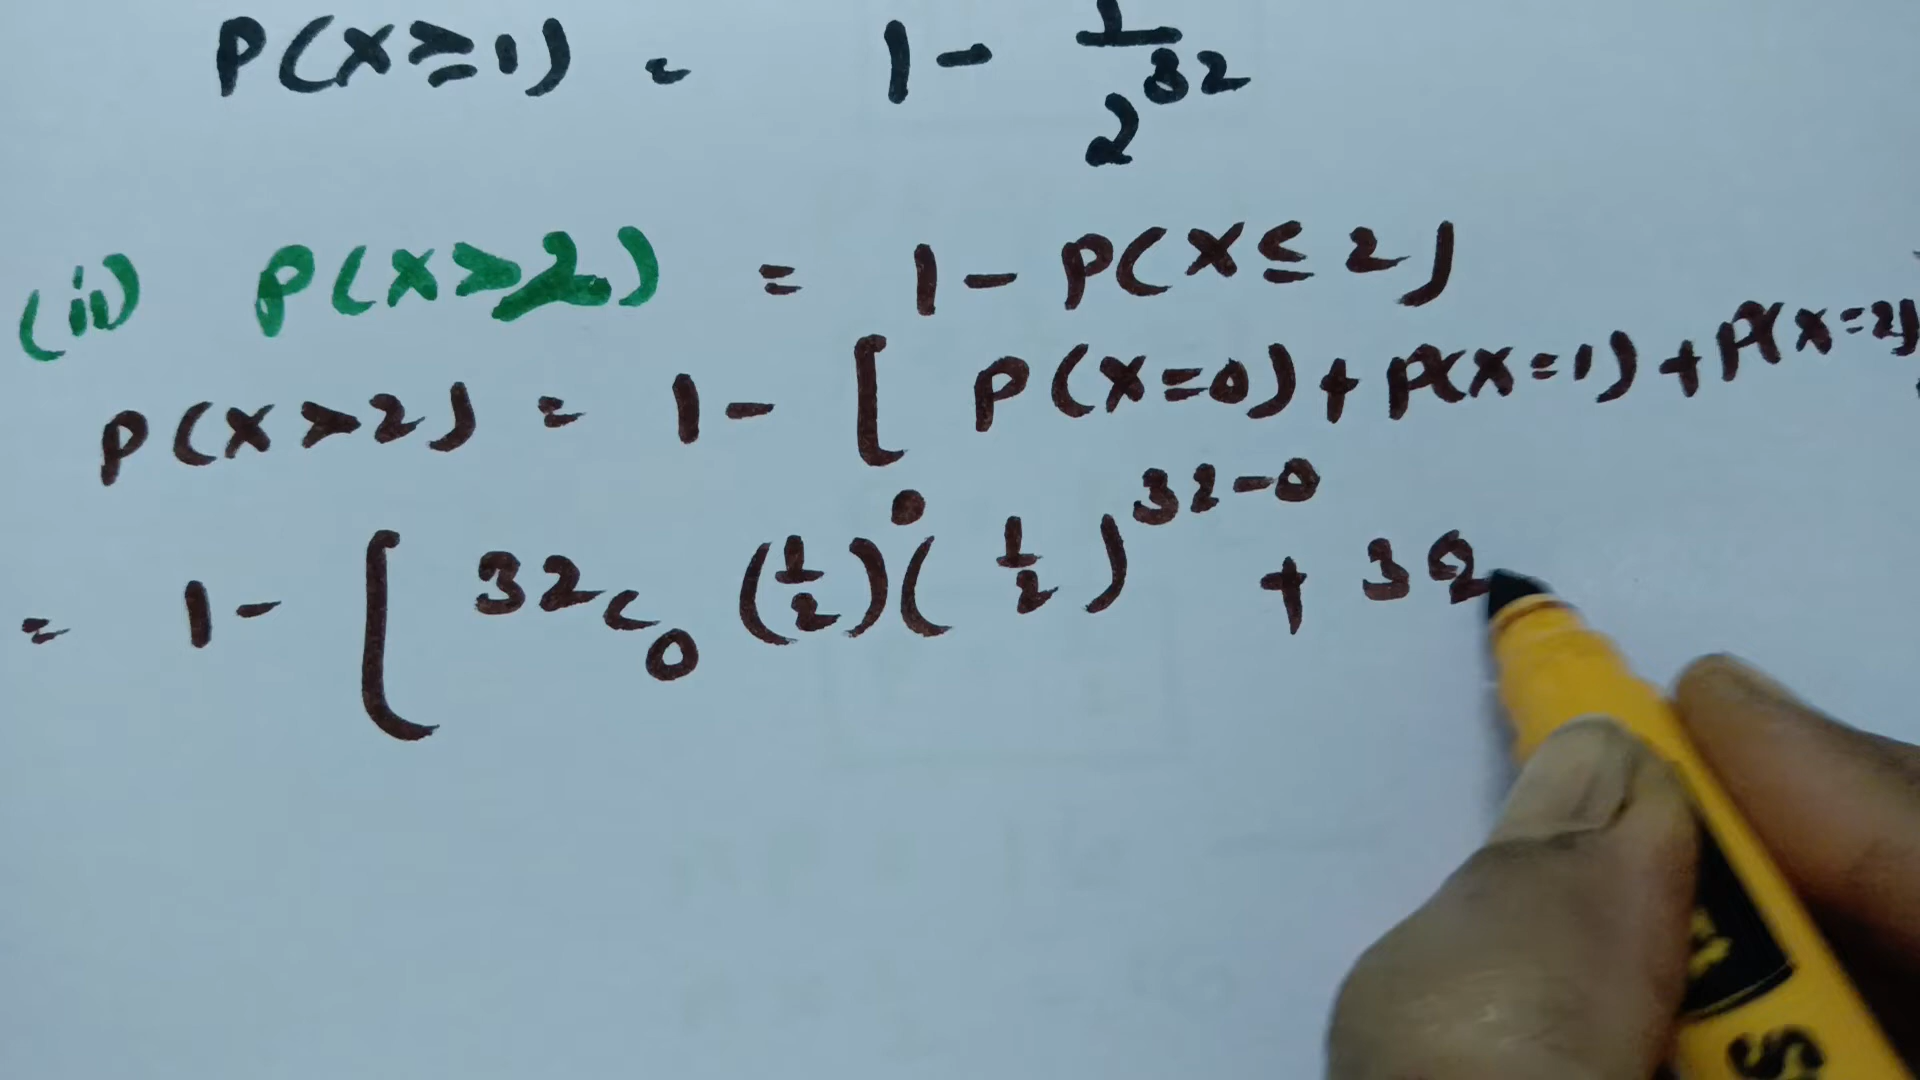 P(X≥1) = 1 - 1/2^32
(ii) P(X>2) = 1 - P(X≤2)
P(X>2) = 1 - [ P(X=0) + P(X=1) + P(X=2)
= 1 - [ 32C0 (1/2)^0 (1/2)^32-0 + 32